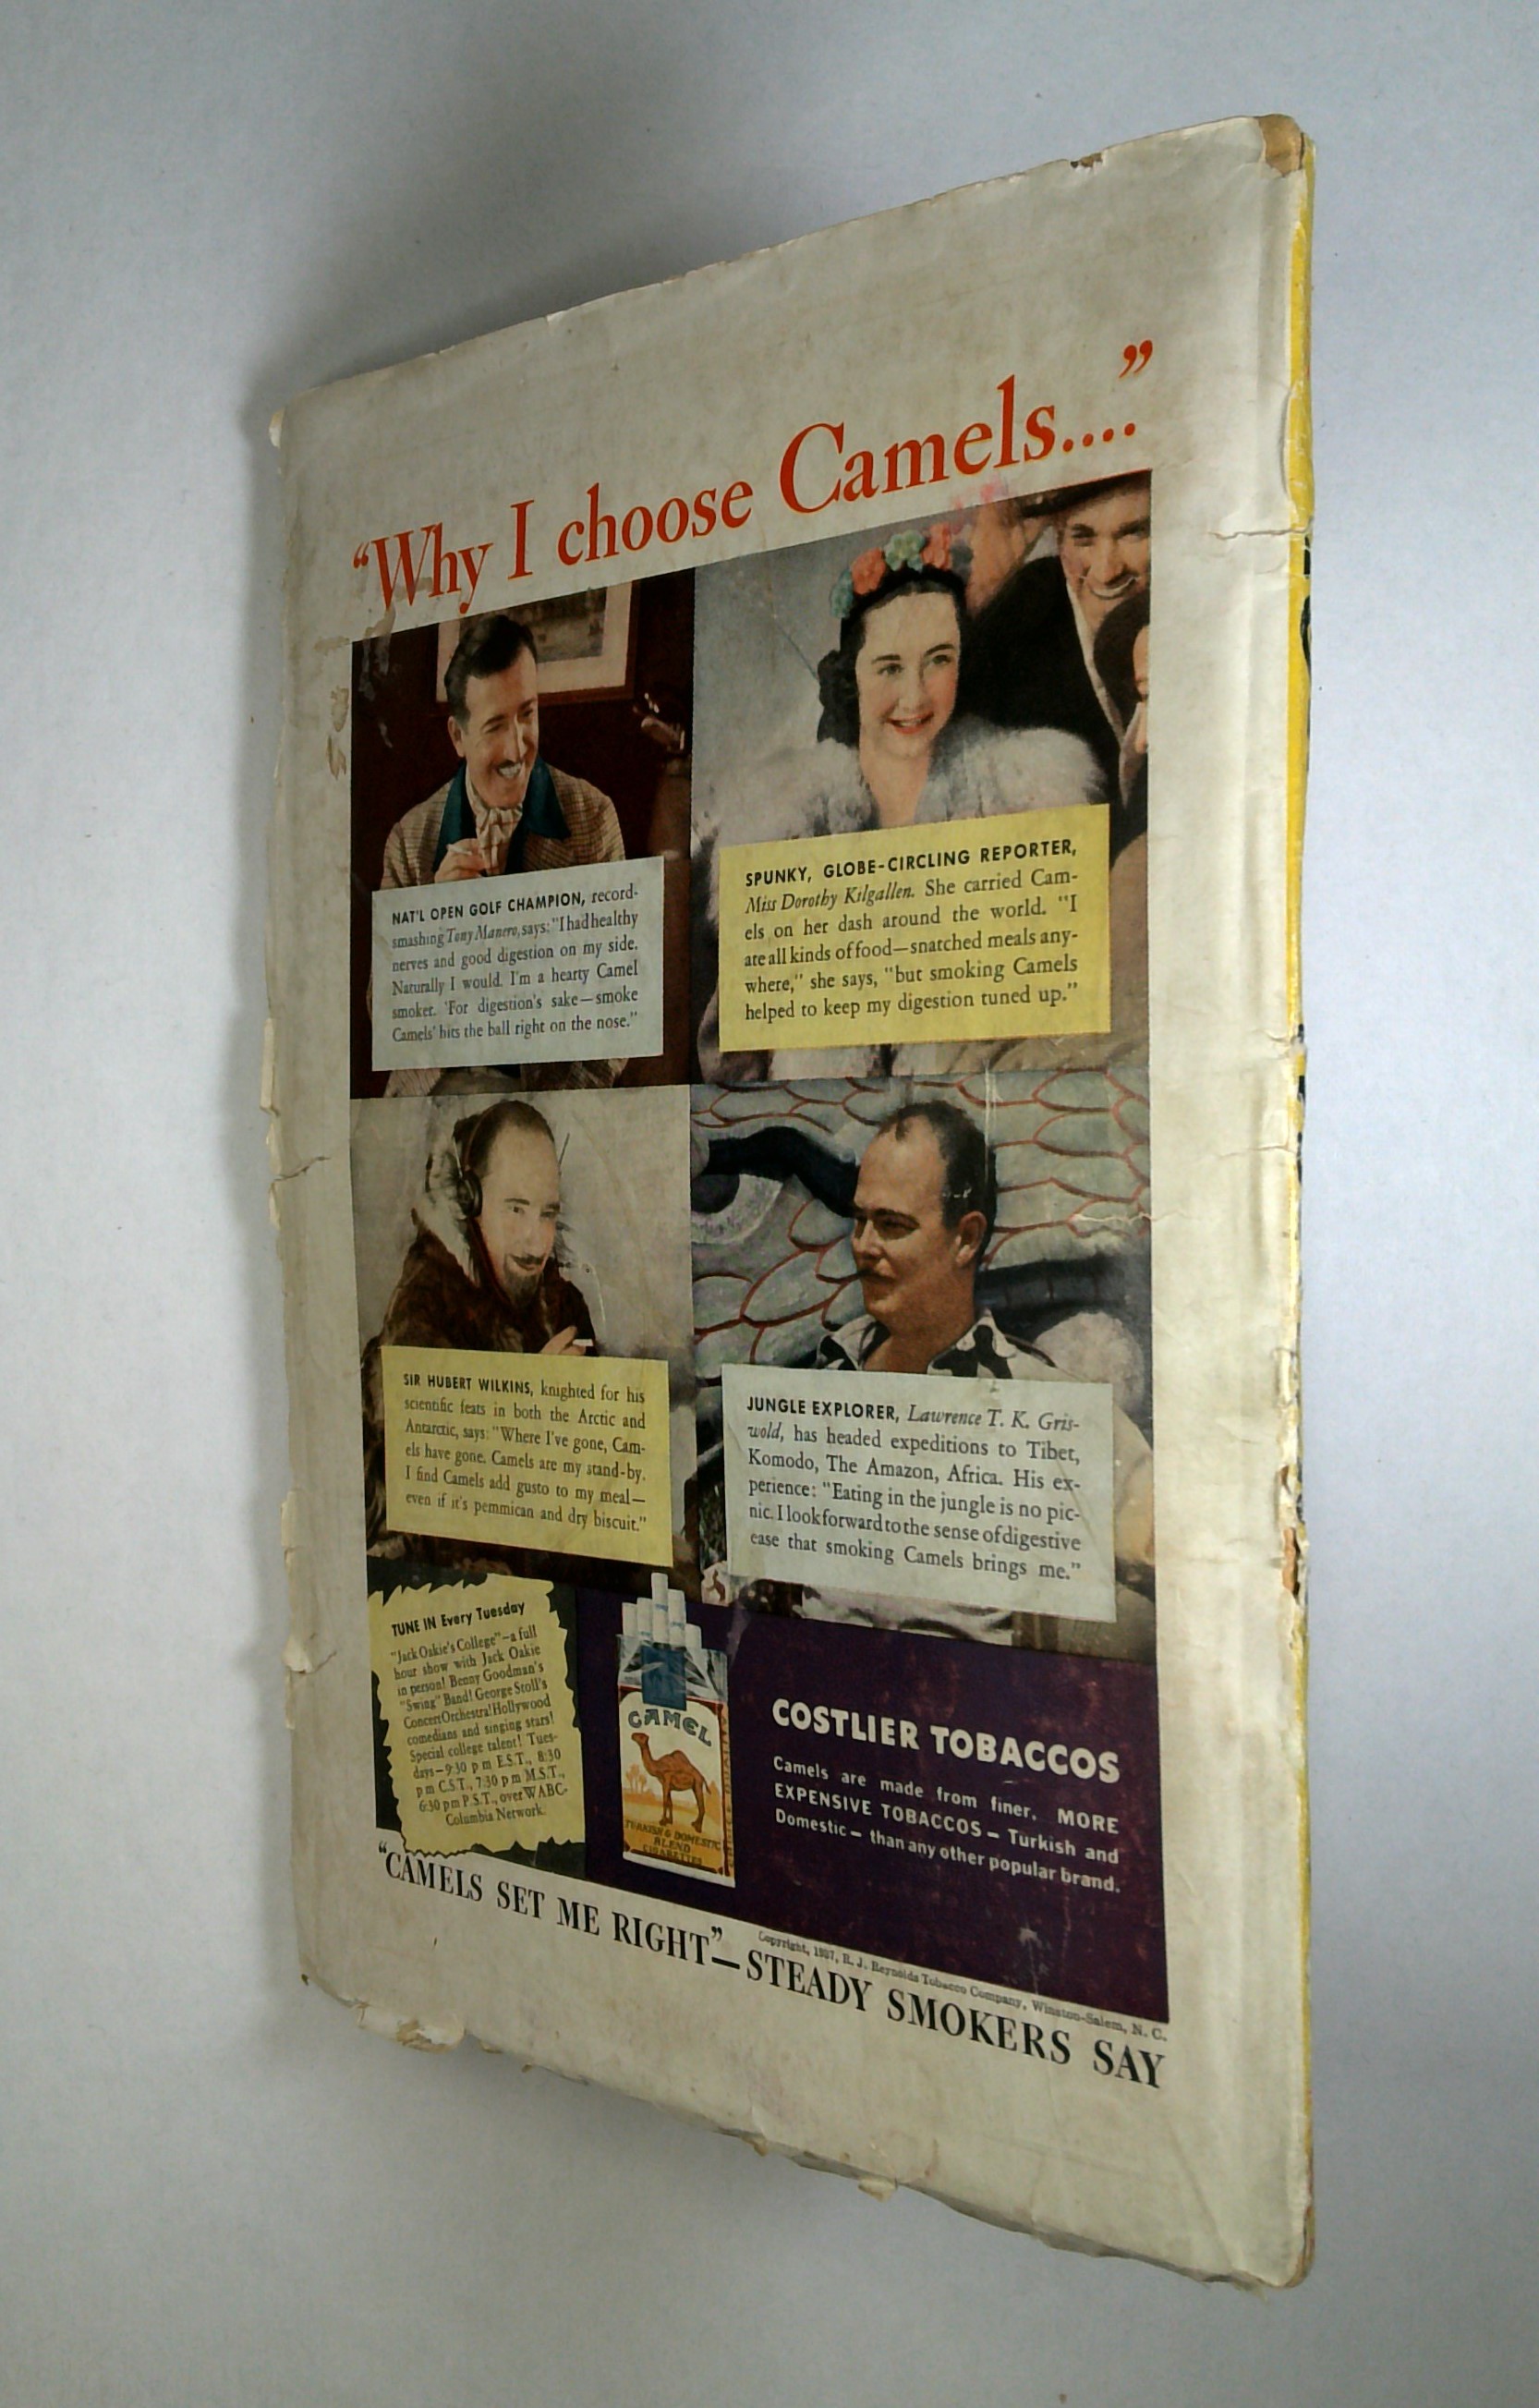 “Why I choose Camels....”
NAT'L OPEN GOLF CHAMPION, record-
smashing Tony Manero, says: "I had healthy
nerves and good digestion on my side.
Naturally I would. I'm a hearty Camel
smoker. 'For digestion's sake—smoke
Camels' hits the ball right on the nose."
SPUNKY, GLOBE-CIRCLING REPORTER,
Miss Dorothy Kilgallen. She carried Cam-
els on her dash around the world. "I
ate all kinds of food—snatched meals any-
where," she says, "but smoking Camels
helped to keep my digestion tuned up."
SIR HUBERT WILKINS, knighted for his
scientific feats in both the Arctic and
Antarctic, says: "Where I've gone, Cam-
els have gone. Camels are my stand-by.
I find Camels add gusto to my meal—
even if it's pemmican and dry biscuit."
JUNGLE EXPLORER, Lawrence T. K. Gris-
wold, has headed expeditions to Tibet,
Komodo, The Amazon, Africa. His ex-
perience: "Eating in the jungle is no pic-
nic. I look forward to the sense of digestive
ease that smoking Camels brings me."
TUNE IN Every Tuesday
"Jack Oakie's College"—a full
hour show with Jack Oakie
in person! Benny Goodman's
"Swing" Band! George Stoll's
Concert Orchestra! Hollywood
comedians and singing stars!
Special college talent! Tues-
days—9:30 pm E.S.T., 8:30
pm C.S.T., 7:30 pm M.S.T.,
6:30 pm P.S.T., over WABC-
Columbia Network.
CAMEL
TURKISH & DOMESTIC
BLEND
CIGARETTES
COSTLIER TOBACCOS
Camels are made from finer, MORE
EXPENSIVE TOBACCOS — Turkish and
Domestic — than any other popular brand.
Copyright, 1937, R. J. Reynolds Tobacco Company, Winston-Salem, N. C.
“CAMELS SET ME RIGHT”—STEADY SMOKERS SAY